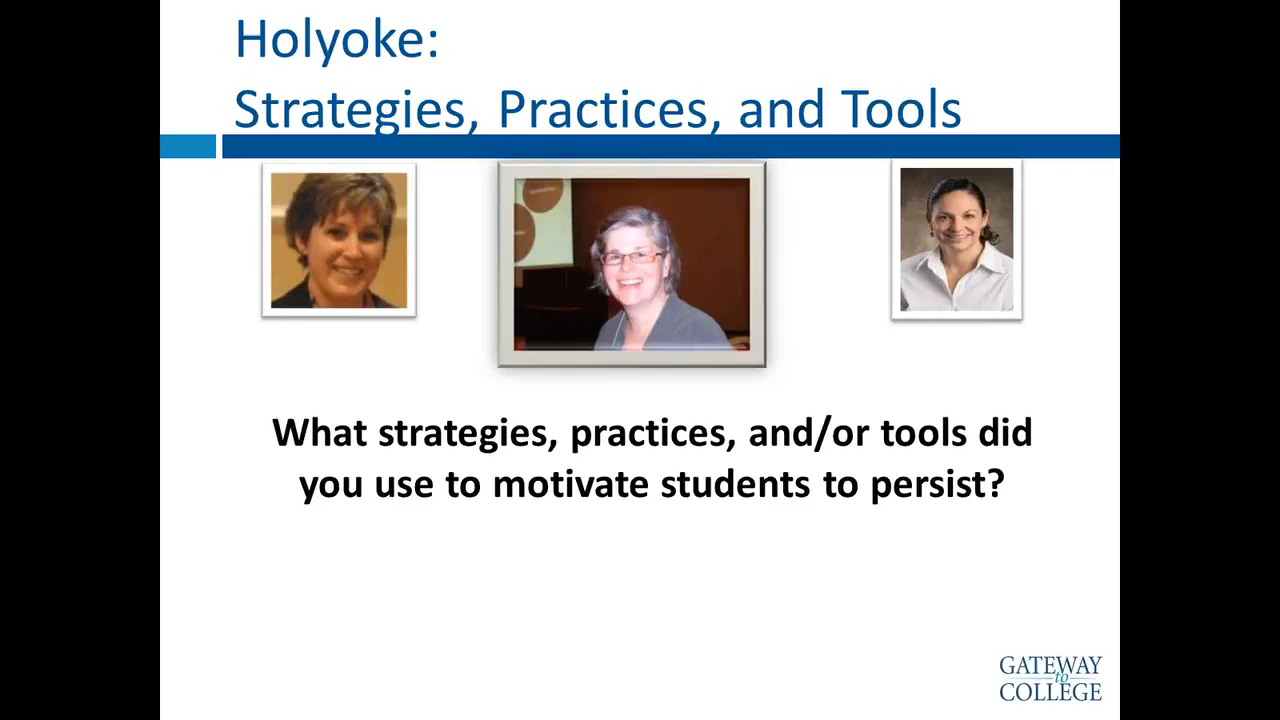 Holyoke:
Strategies, Practices, and Tools
What strategies, practices, and/or tools did
you use to motivate students to persist?
GATEWAY
to
COLLEGE